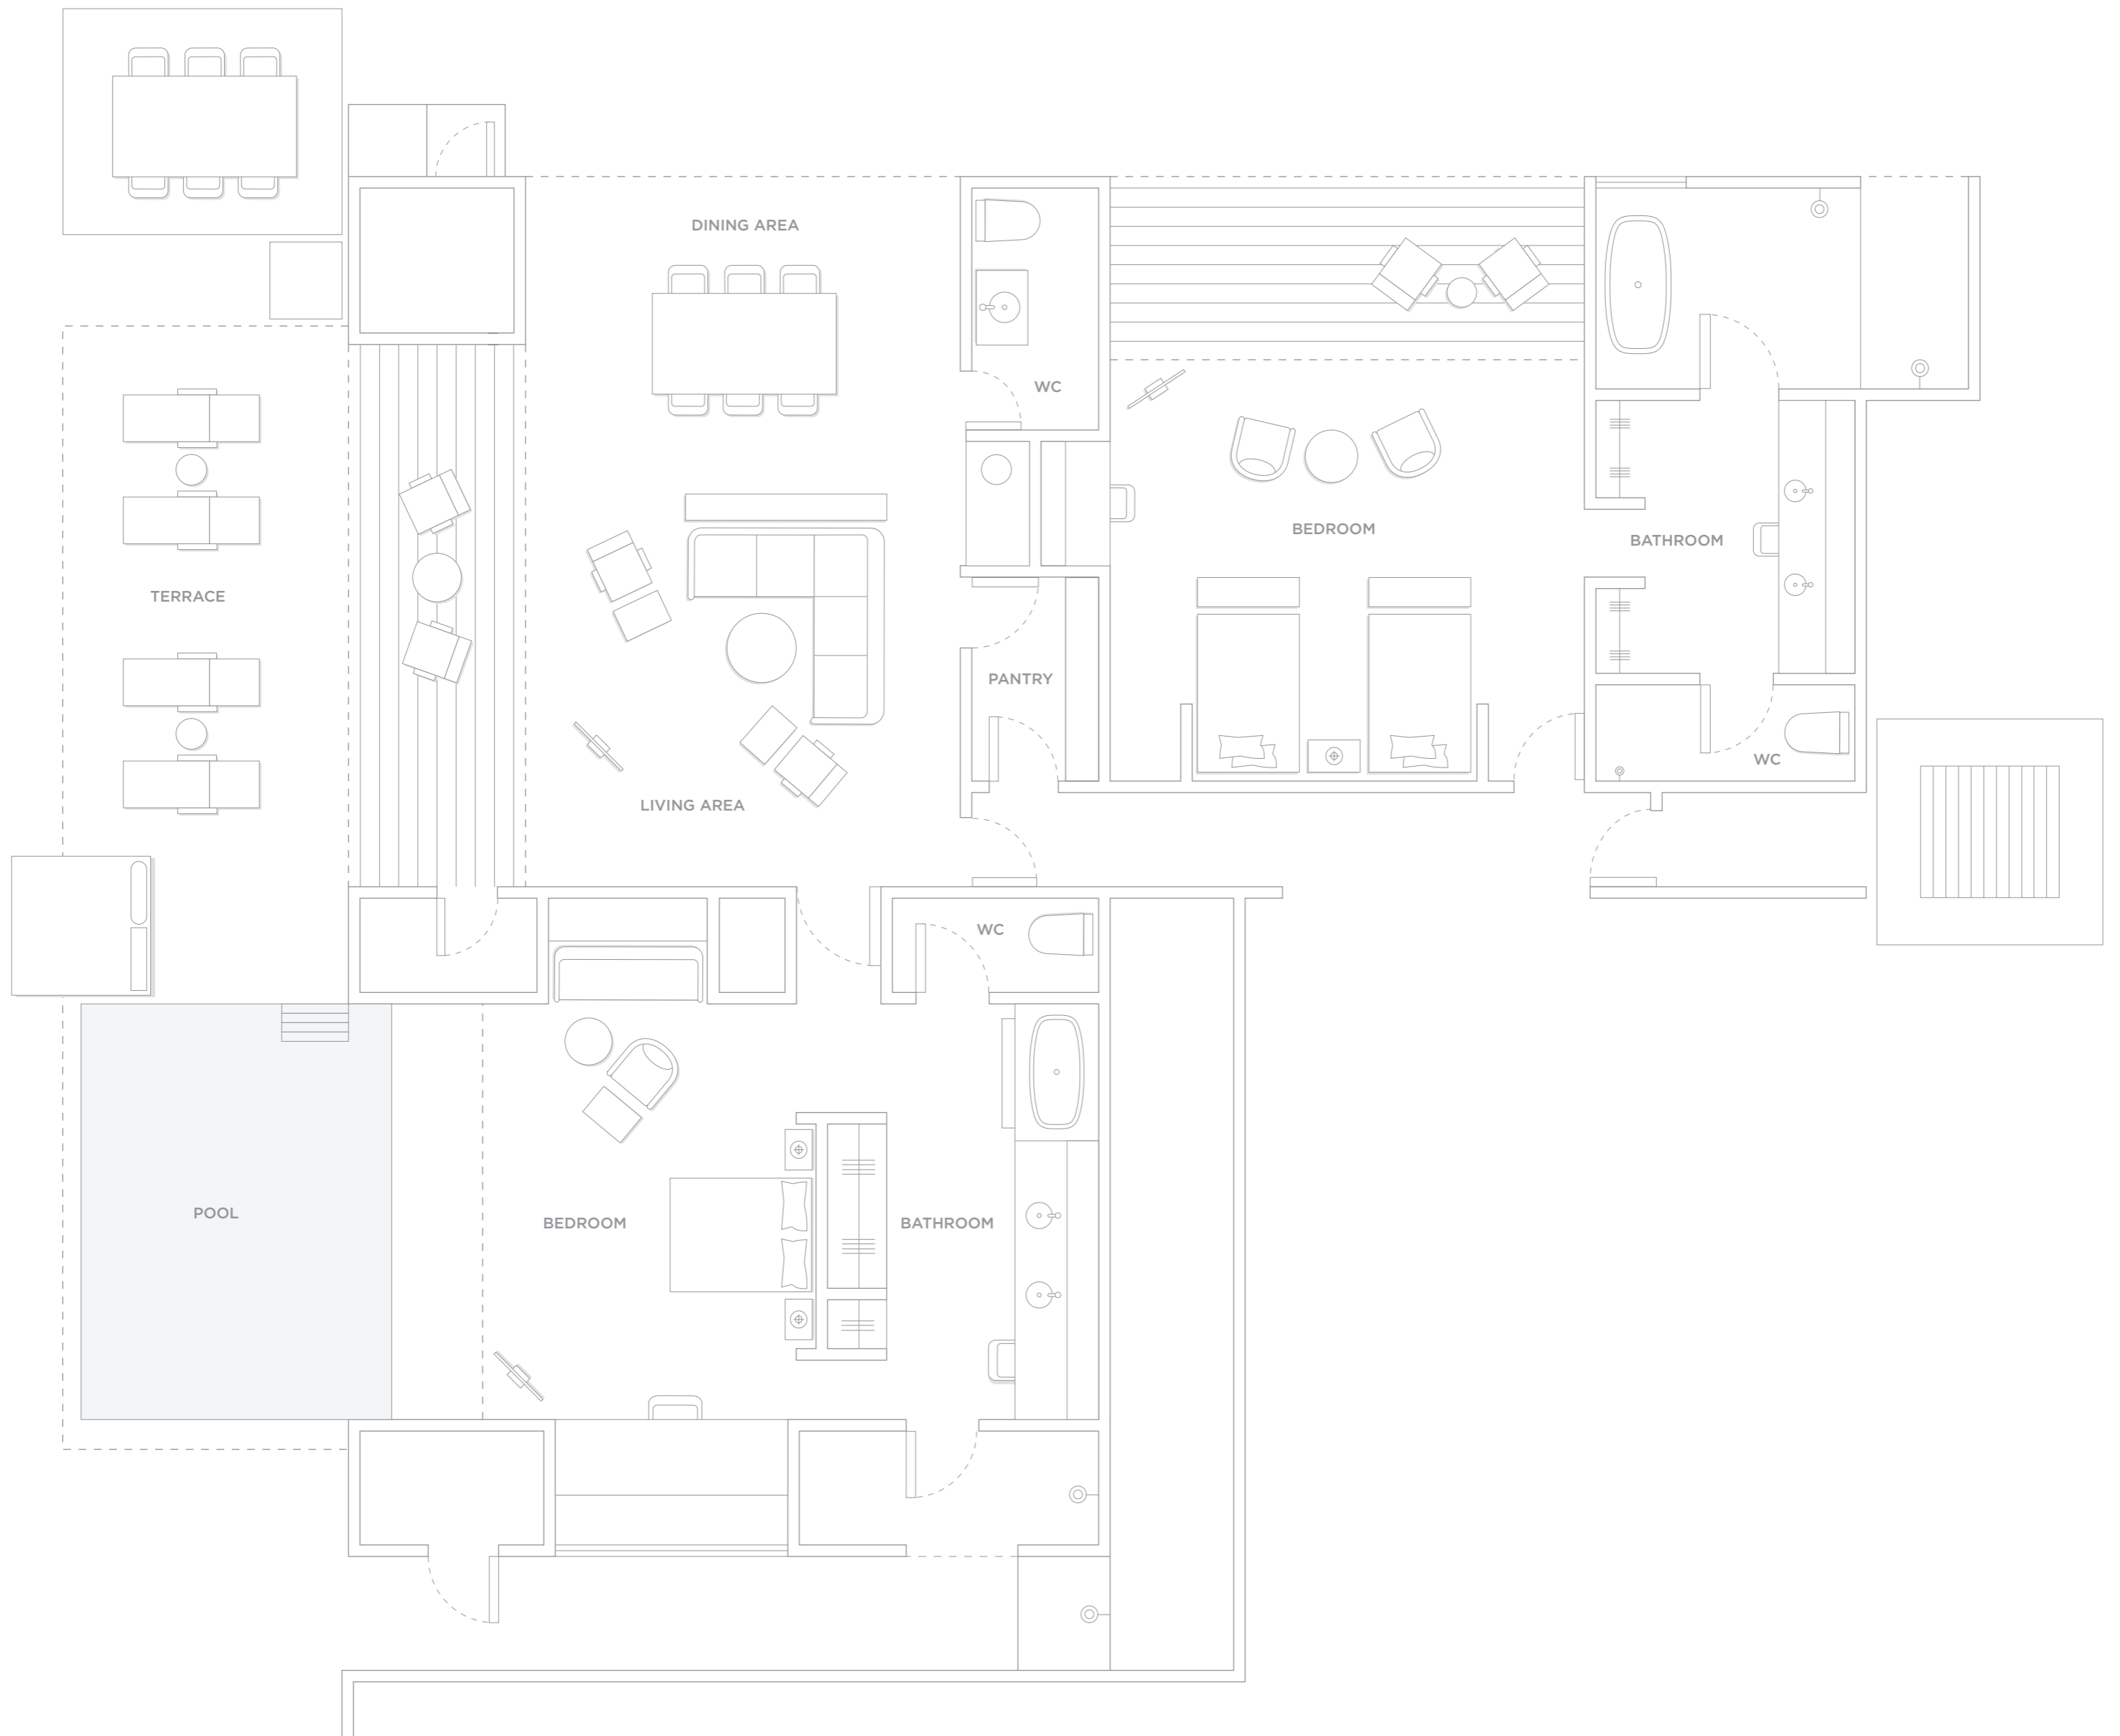 DINING AREA
WC
BEDROOM
BATHROOM
TERRACE
PANTRY
WC
LIVING AREA
WC
POOL
BEDROOM
BATHROOM